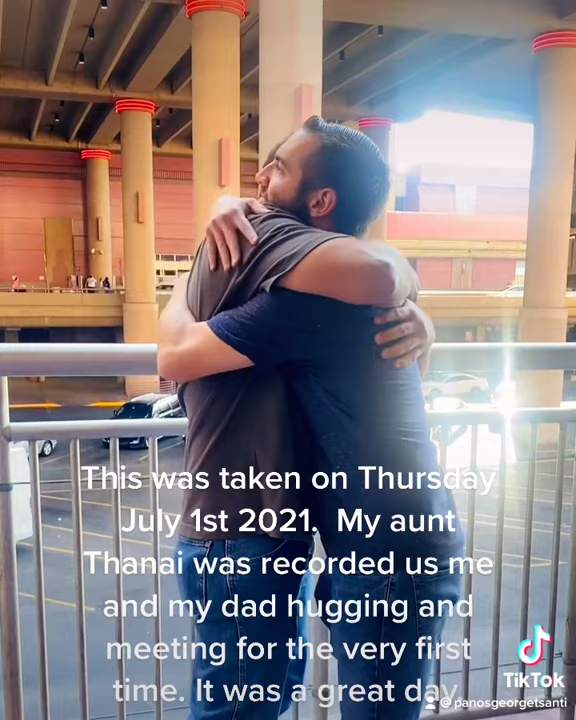 This was taken on Thursday
July 1st 2021. My aunt
Thanai was recorded us me
and my dad hugging and
meeting for the very first
time. It was a great day.
TikTok
@panosgeorgetsanti